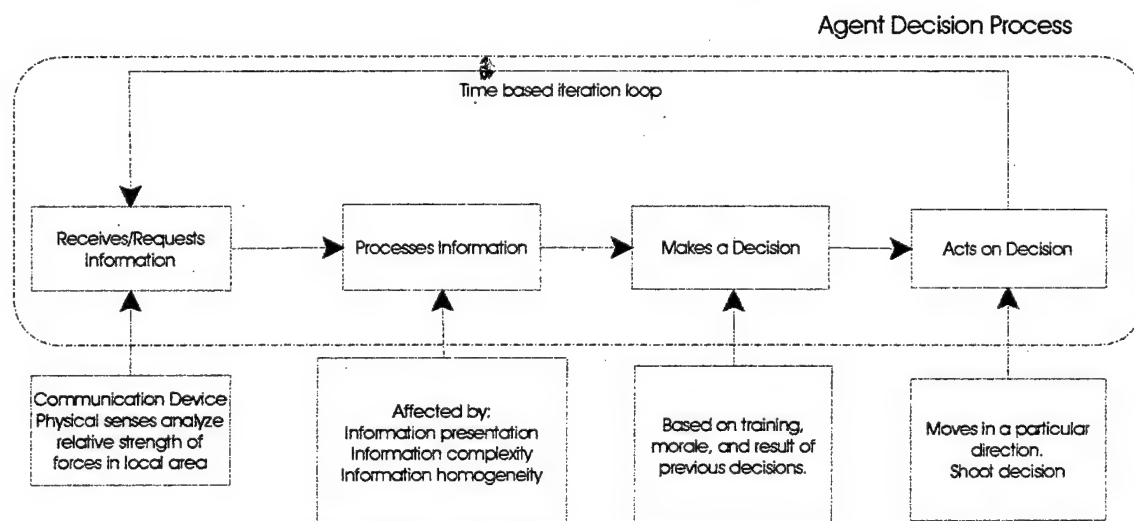 Agent Decision Process
Time based iteration loop
Receives/Requests
Information
Processes Information
Makes a Decision
Acts on Decision
Communication Device
Physical senses analyze
relative strength of
forces in local area
Affected by:
Information presentation
Information complexity
Information homogeneity
Based on training,
morale, and result of
previous decisions.
Moves in a particular
direction.
Shoot decision